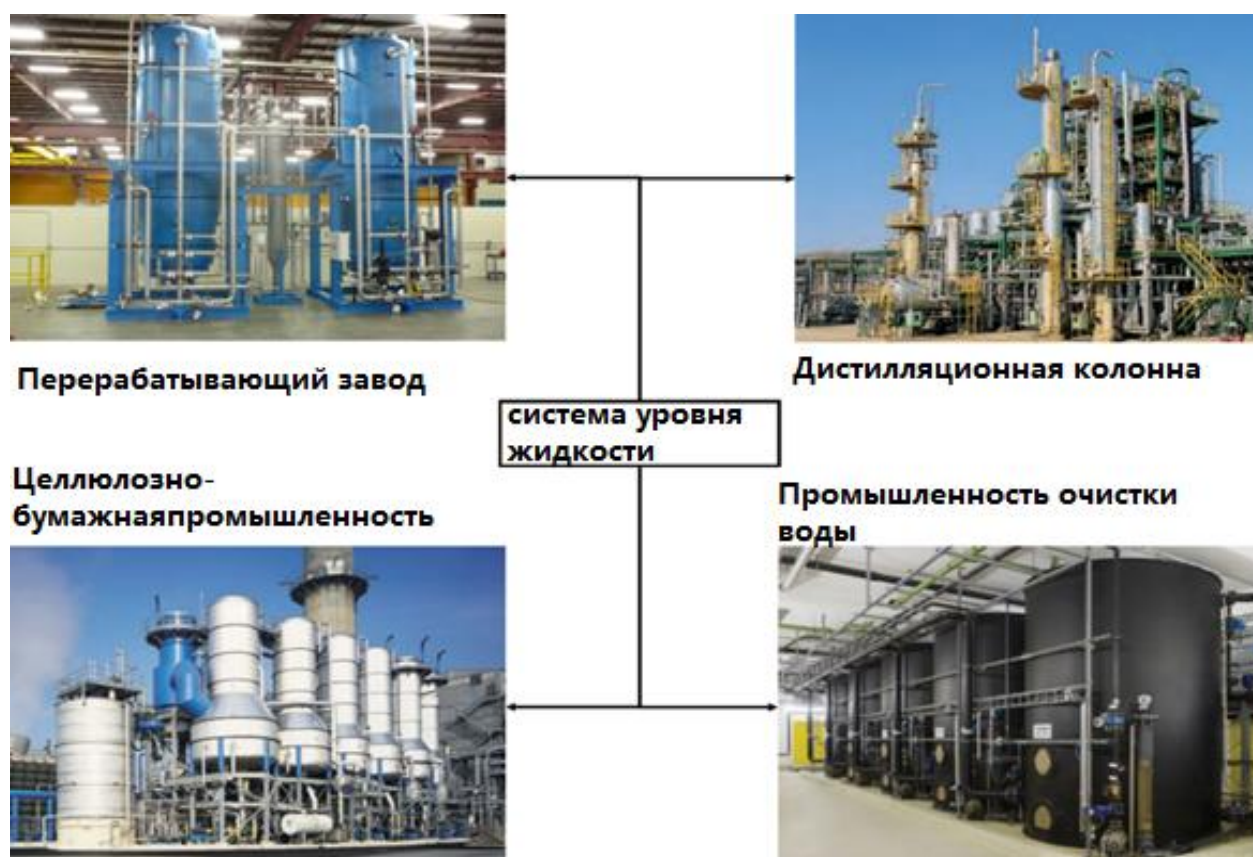 Перерабатывающий завод
Дистилляционная колонна
система уровня
жидкости
Целлюлозно-
бумажнаяпромышленность
Промышленность очистки
воды